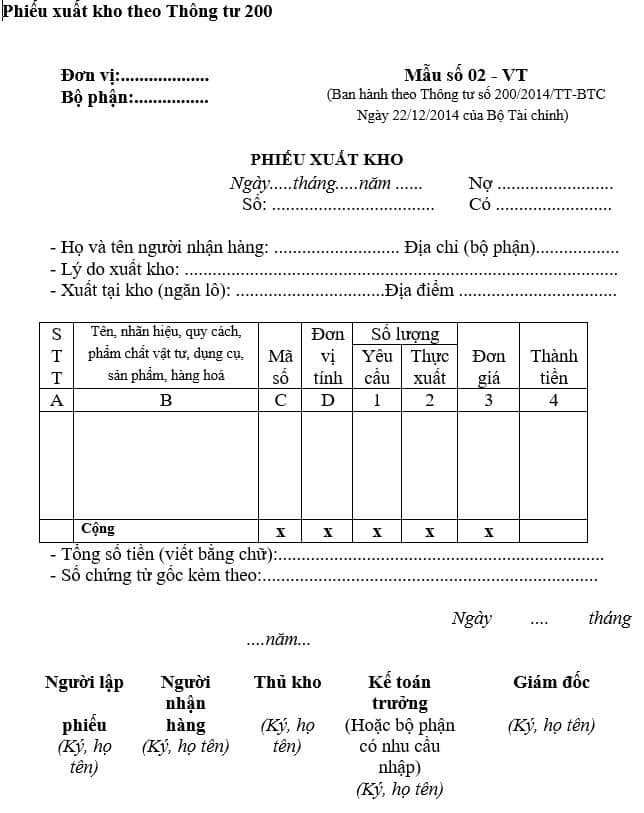 Phiếu xuất kho theo Thông tư 200
Đơn vị:................... Mẫu số 02 - VT
Bộ phận:................ (Ban hành theo Thông tư số 200/2014/TT-BTC
Ngày 22/12/2014 của Bộ Tài chính)
PHIẾU XUẤT KHO
Ngày.....tháng.....năm ...... Nợ .........................
Số: ................................... Có .........................
- Họ và tên người nhận hàng: ........................... Địa chỉ (bộ phận)..................
- Lý do xuất kho: .............................................................................................
- Xuất tại kho (ngăn lô): ................................Địa điểm ..................................
S Tên, nhãn hiệu, quy cách, Đơn Số lượng
T phẩm chất vật tư, dụng cụ, Mã vị Yêu Thực Đơn Thành
T sản phẩm, hàng hoá số tính cầu xuất giá tiền
A B C D 1 2 3 4
Cộng x x x x x
- Tổng số tiền (viết bằng chữ):......................................................................
- Số chứng từ gốc kèm theo:........................................................................
Ngày .... tháng
....năm...
Người lập Người Thủ kho Kế toán Giám đốc
nhận trưởng
phiếu hàng (Ký, họ (Hoặc bộ phận (Ký, họ tên)
(Ký, họ (Ký, họ tên) tên) có nhu cầu
tên) nhập)
(Ký, họ tên)